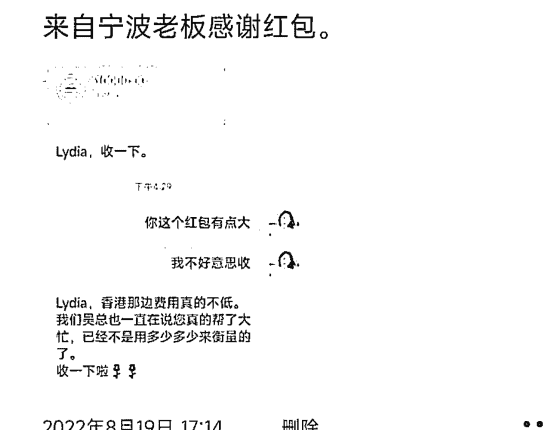 来自宁波老板感谢红包。
Lydia，收一下。
下午4:29
你这个红包有点大
我不好意思收
Lydia，香港那边费用真的不低。
我们吴总也一直在说您真的帮了大
忙，已经不是用多少多少来衡量的
了。
收一下啦
2022年8月19日 17:14 删除